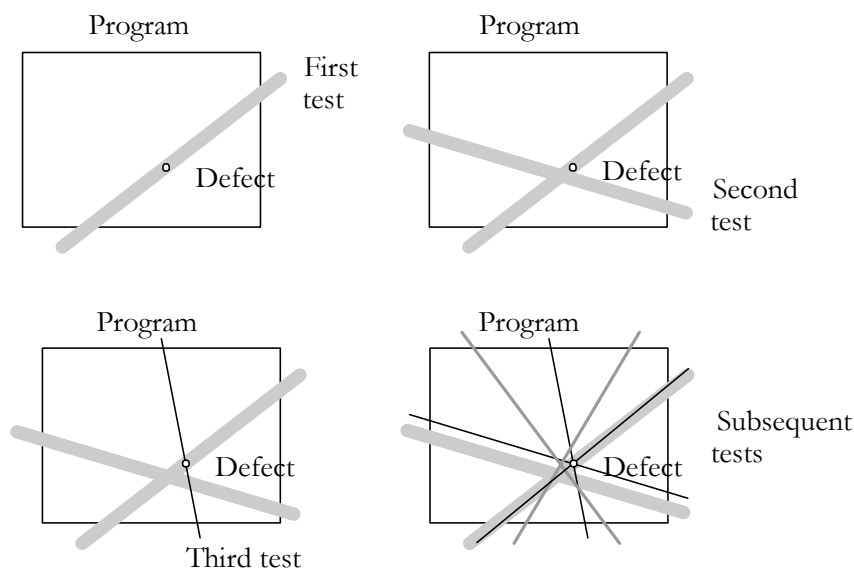 Program
First
test
Defect
Program
Defect
Second
test
Program
Defect
Third test
Program
Defect
Subsequent
tests